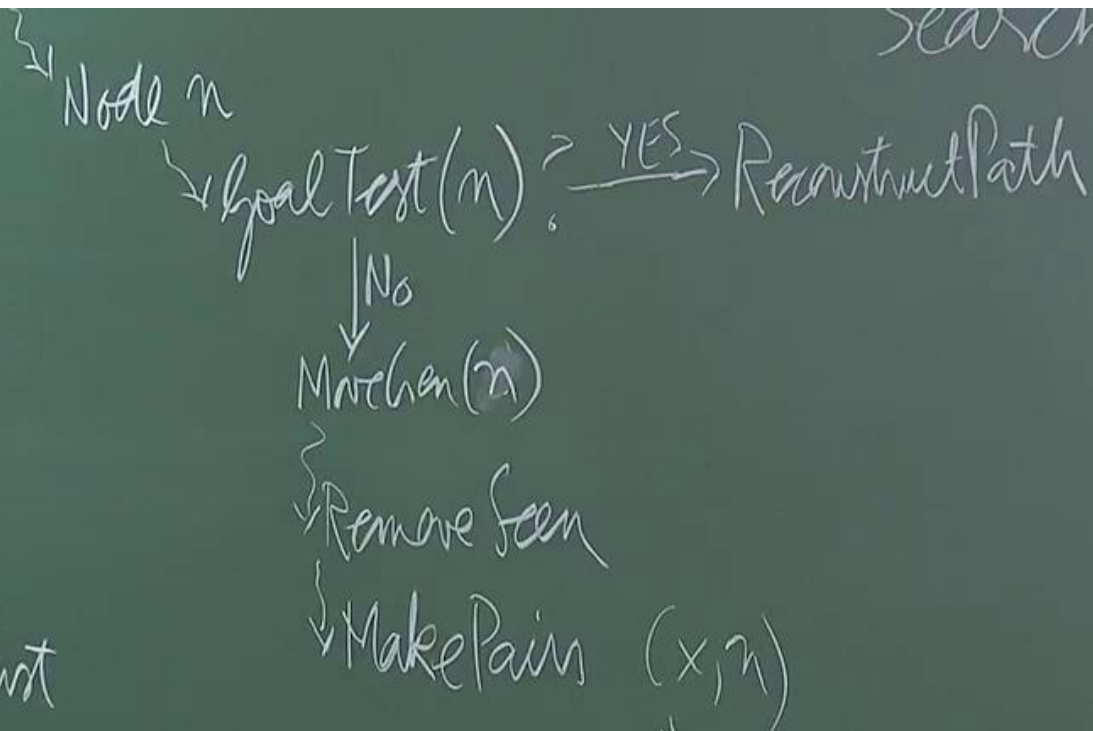 Search
Node n
GoalTest(n)? YES ReconstructPath
No
MoveGen(n)
Remove Seen
MakePairs (x,n)